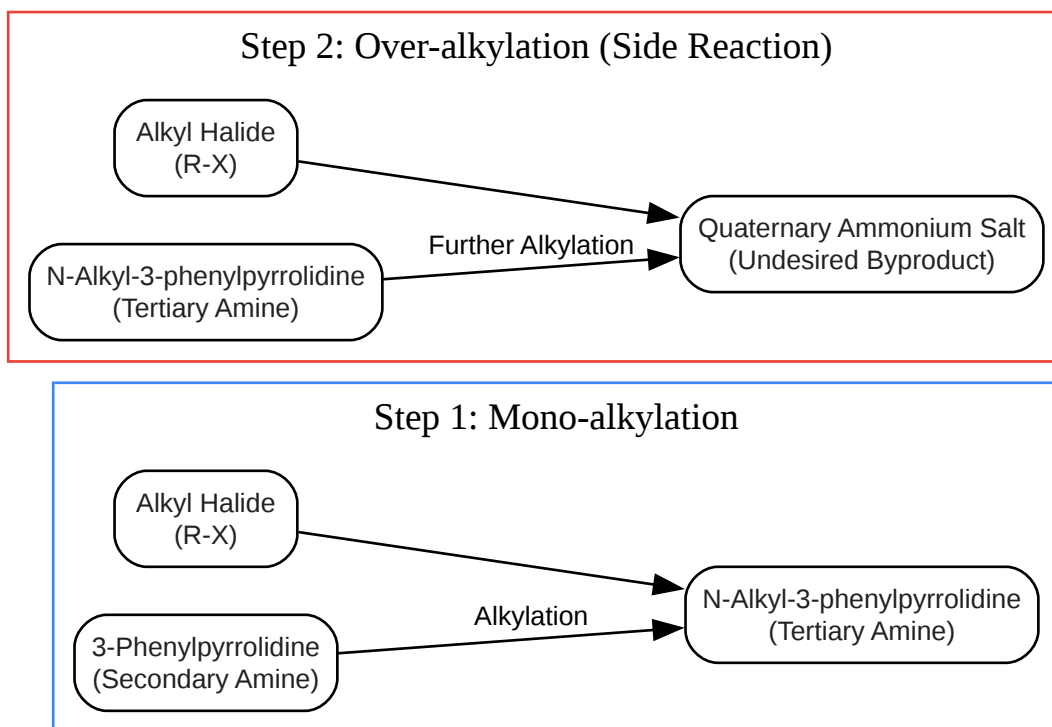 Step 2: Over-alkylation (Side Reaction)
Alkyl Halide
(R-X)
Further Alkylation
N-Alkyl-3-phenylpyrrolidine
(Tertiary Amine)
Quaternary Ammonium Salt
(Undesired Byproduct)
Step 1: Mono-alkylation
Alkyl Halide
(R-X)
Alkylation
3-Phenylpyrrolidine
(Secondary Amine)
N-Alkyl-3-phenylpyrrolidine
(Tertiary Amine)